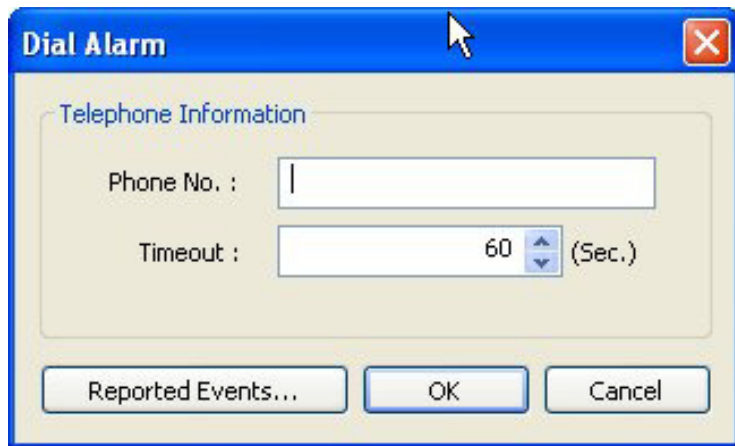 Dial Alarm
Telephone Information
Phone No. :
Timeout : 60 (Sec.)
Reported Events... OK Cancel